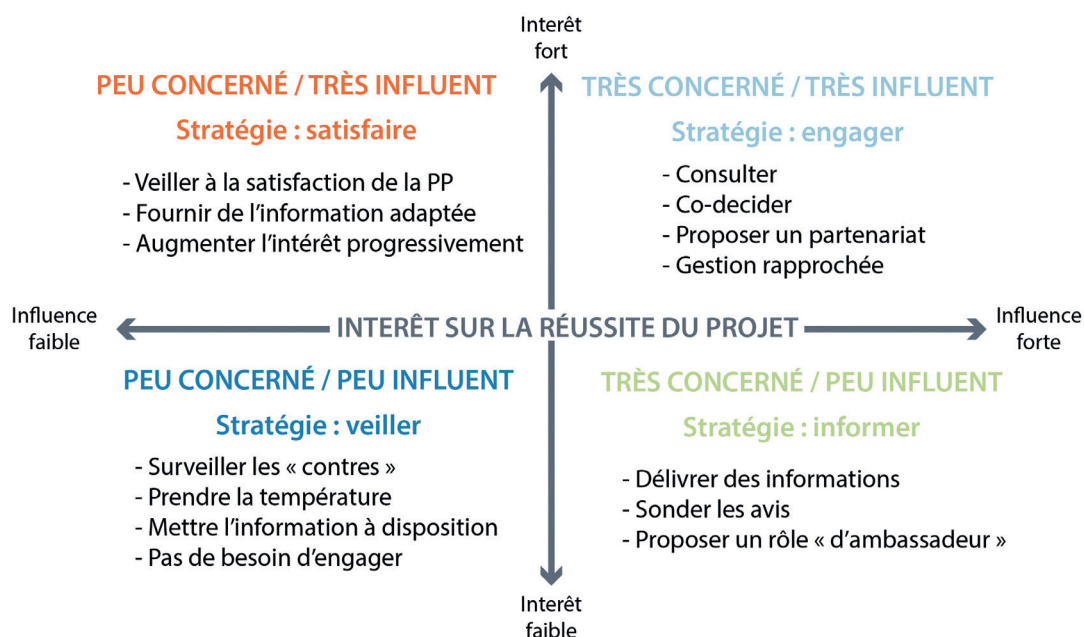 Interêt
fort
PEU CONCERNÉ / TRÈS INFLUENT
Stratégie : satisfaire
- Veiller à la satisfaction de la PP
- Fournir de l’information adaptée
- Augmenter l’intérêt progressivement
TRÈS CONCERNÉ / TRÈS INFLUENT
Stratégie : engager
- Consulter
- Co-decider
- Proposer un partenariat
- Gestion rapprochée
Influence
faible
INTERÊT SUR LA RÉUSSITE DU PROJET
Influence
forte
PEU CONCERNÉ / PEU INFLUENT
Stratégie : veiller
- Surveiller les « contres »
- Prendre la température
- Mettre l’information à disposition
- Pas de besoin d’engager
TRÈS CONCERNÉ / PEU INFLUENT
Stratégie : informer
- Délivrer des informations
- Sonder les avis
- Proposer un rôle « d’ambassadeur »
Interêt
faible